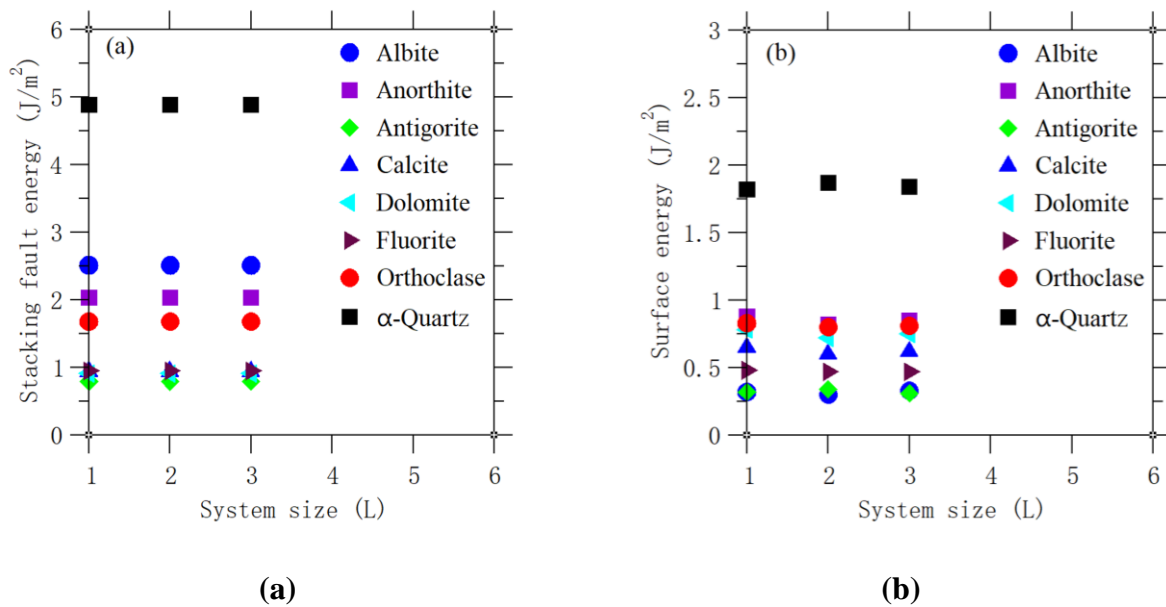 (a)
Albite
Anorthite
Antigorite
Calcite
Dolomite
Fluorite
Orthoclase
α-Quartz
Stacking fault energy (J/m²)
6
5
4
3
2
1
0
1 2 3 4 5 6
System size (L)
(a)
(b)
Albite
Anorthite
Antigorite
Calcite
Dolomite
Fluorite
Orthoclase
α-Quartz
Surface energy (J/m²)
3
2.5
2
1.5
1
0.5
0
1 2 3 4 5 6
System size (L)
(b)